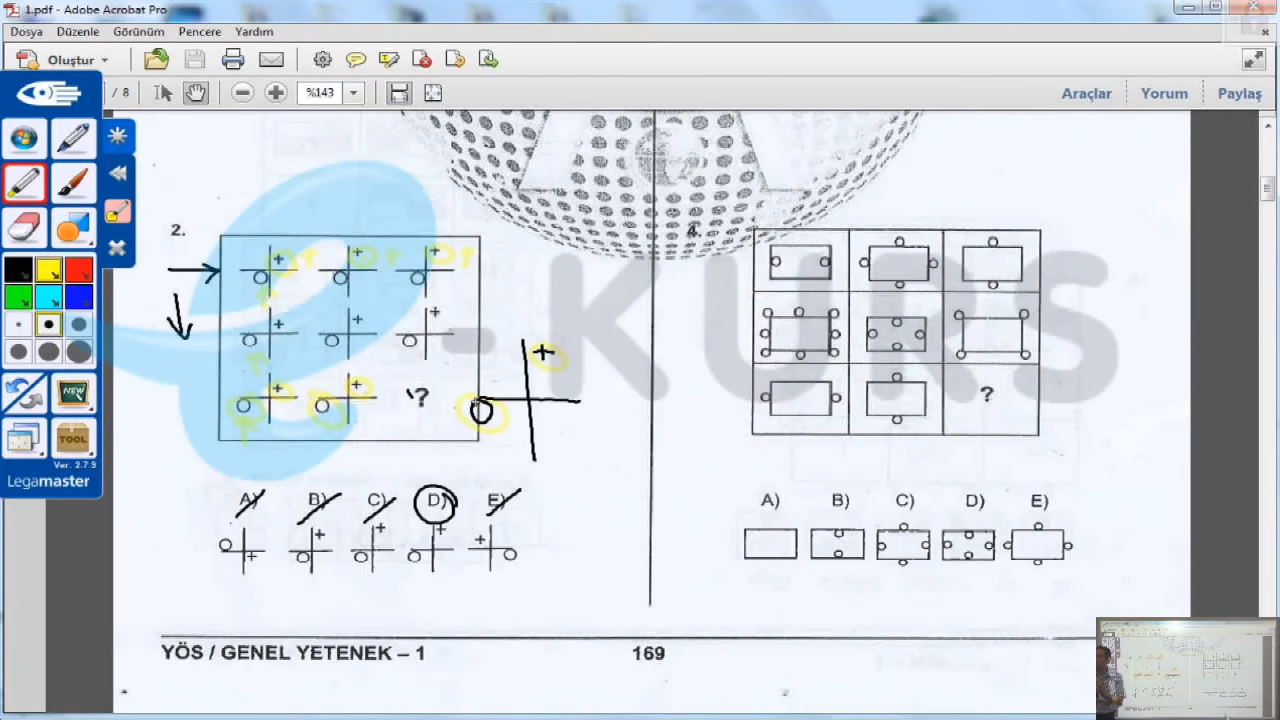 1.pdf - Adobe Acrobat Pro
Dosya Düzenle Görünüm Pencere Yardım
Oluştur
/ 8 %143 Araçlar Yorum Paylaş
2.
?
A) B) C) D) E)
4.
?
A) B) C) D) E)
-KURS
YÖS / GENEL YETENEK – 1 169
NEW
TOOL
Ver. 2.7.9
Legamaster